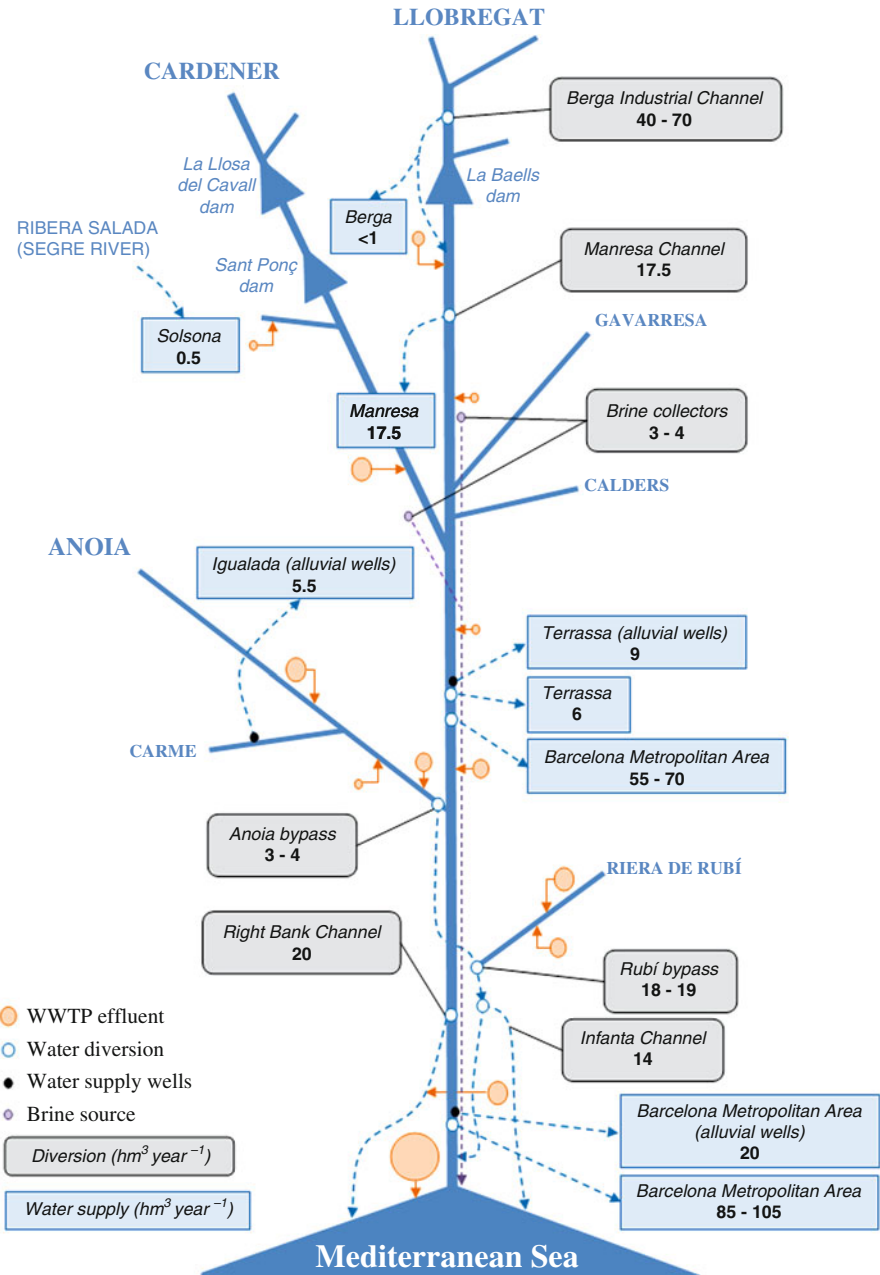 LLOBREGAT
CARDENER
Berga Industrial Channel
40 - 70
La Llosa
del Cavall
dam
La Baells
dam
Berga
<1
RIBERA SALADA
(SEGRE RIVER)
Sant Ponç
dam
Manresa Channel
17.5
Solsona
0.5
GAVARRESA
Manresa
17.5
Brine collectors
3 - 4
CALDERS
ANOIA
Igualada (alluvial wells)
5.5
Terrassa (alluvial wells)
9
Terrassa
6
CARME
Barcelona Metropolitan Area
55 - 70
Anoia bypass
3 - 4
RIERA DE RUBÍ
Right Bank Channel
20
Rubí bypass
18 - 19
Infanta Channel
14
WWTP effluent
Water diversion
Water supply wells
Brine source
Diversion (hm³ year⁻¹)
Water supply (hm³ year⁻¹)
Barcelona Metropolitan Area
(alluvial wells)
20
Barcelona Metropolitan Area
85 - 105
Mediterranean Sea